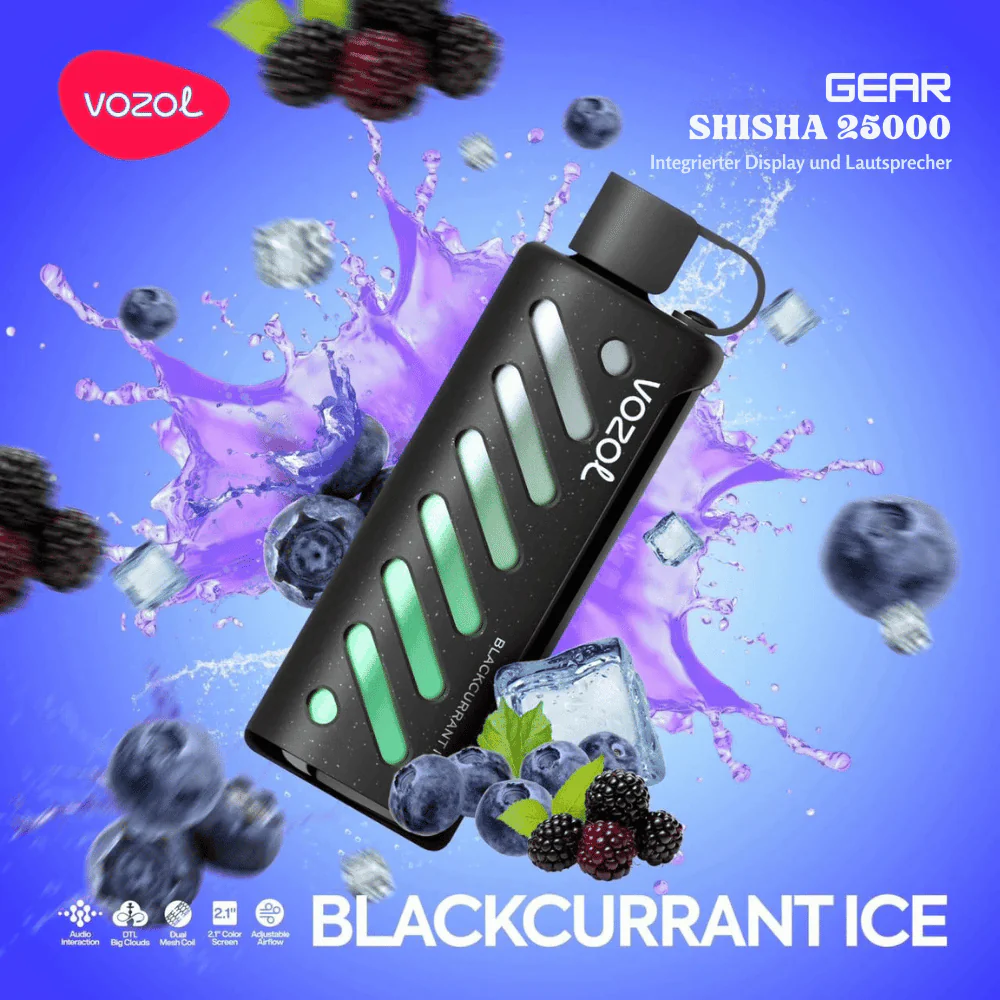 VOZOL
GEAR
SHISHA 25000
Integrierter Display und Lautsprecher
VOZOL
BLACKCURRANT
2.1"
Audio
Interaction
DTL
Big Clouds
Dual
Mesh Coil
2.1" Color
Screen
Adjustable
Airflow
BLACKCURRANT ICE